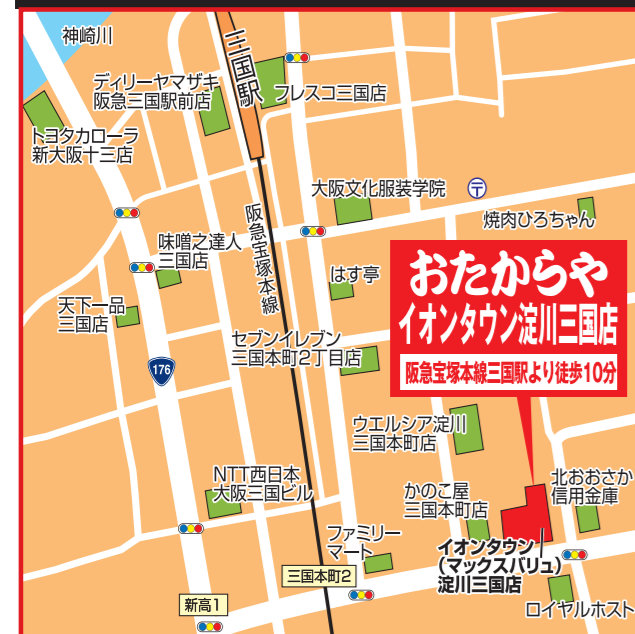 神崎川
三国駅
ディリーヤマザキ
阪急三国駅前店
フレスコ三国店
トヨタカローラ
新大阪十三店
大阪文化服装学院
〒
焼肉ひろちゃん
阪急宝塚本線
味噌之達人
三国店
はす亭
おたからや
イオンタウン淀川三国店
阪急宝塚本線三国駅より徒歩10分
天下一品
三国店
セブンイレブン
三国本町2丁目店
176
ウエルシア淀川
三国本町店
NTT西日本
大阪三国ビル
かのこ屋
三国本町店
北おおさか
信用金庫
ファミリー
マート
イオンタウン
(マックスバリュ)
淀川三国店
三国本町2
新高1
ロイヤルホスト